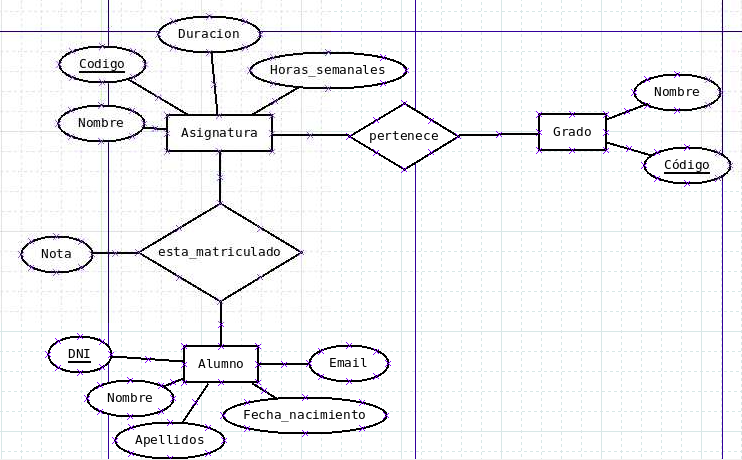 Duracion
Codigo
Horas_semanales
Nombre
Nombre
Asignatura
pertenece
Grado
Código
Nota
esta_matriculado
DNI
Alumno
Email
Nombre
Fecha_nacimiento
Apellidos